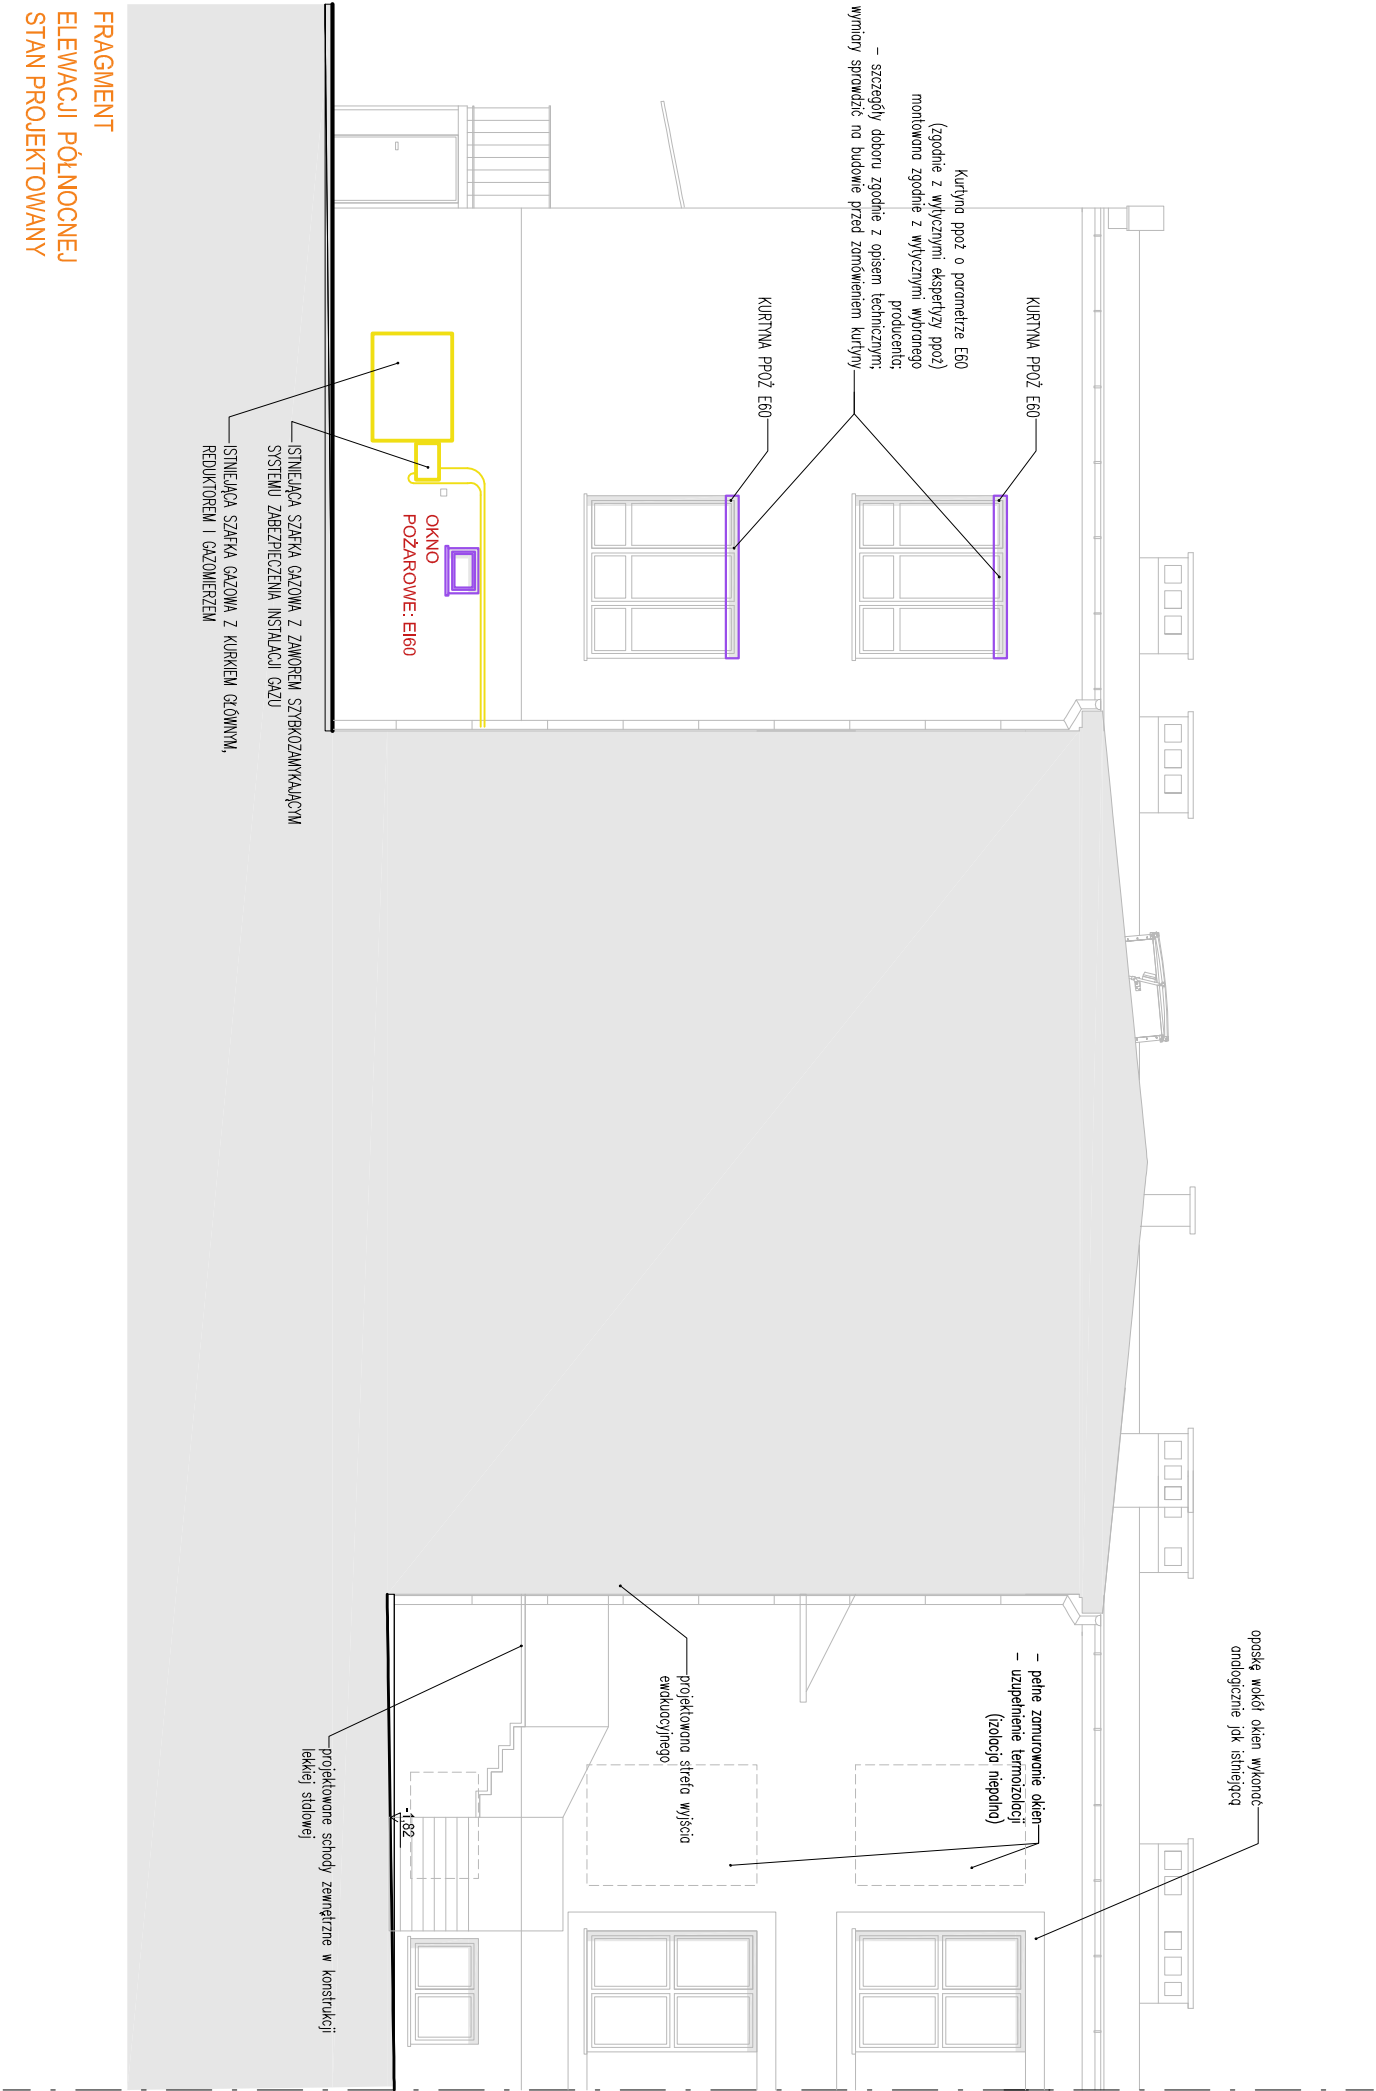 opaskę wokół okien wykonać
analogicznie jak istniejącą
KURTYNA PPOŻ E60
Kurtyna ppoż o parametrze E60
(zgodnie z wytycznymi ekspertyzy ppoż)
montowana zgodnie z wytycznymi wybranego
producenta;
- szczegóły doboru zgodnie z opisem technicznym;
wymiary sprawdzić na budowie przed zamówieniem kurtyny
KURTYNA PPOŻ E60
- pełne zamurowanie okien
- uzupełnienie termoizolacji
(izolacja niepalna)
projektowana strefa wyjścia
ewakuacyjnego
OKNO
POŻAROWE: EI60
-1,82
ISTNIEJĄCA SZAFKA GAZOWA Z ZAWOREM SZYBKOZAMYKAJĄCYM
SYSTEMU ZABEZPIECZENIA INSTALACJI GAZU
ISTNIEJĄCA SZAFKA GAZOWA Z KURKIEM GŁÓWNYM,
REDUKTOREM I GAZOMIERZEM
projektowane schody zewnętrzne w konstrukcji
lekkiej stalowej
FRAGMENT
ELEWACJI PÓŁNOCNEJ
STAN PROJEKTOWANY